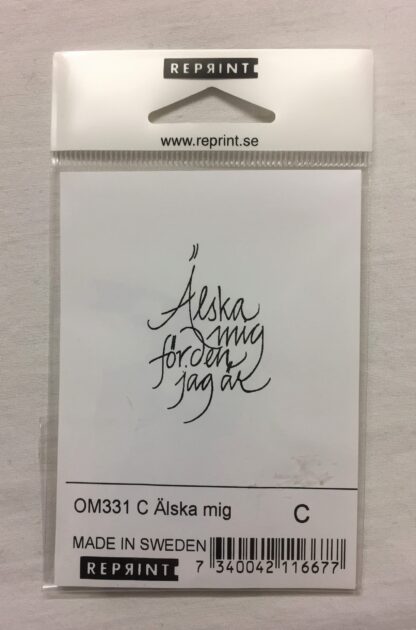 REPRINT
www.reprint.se
Älska
mig
för den
jag är
OM331 C Älska mig
C
MADE IN SWEDEN
REPRINT
7 340042 116677